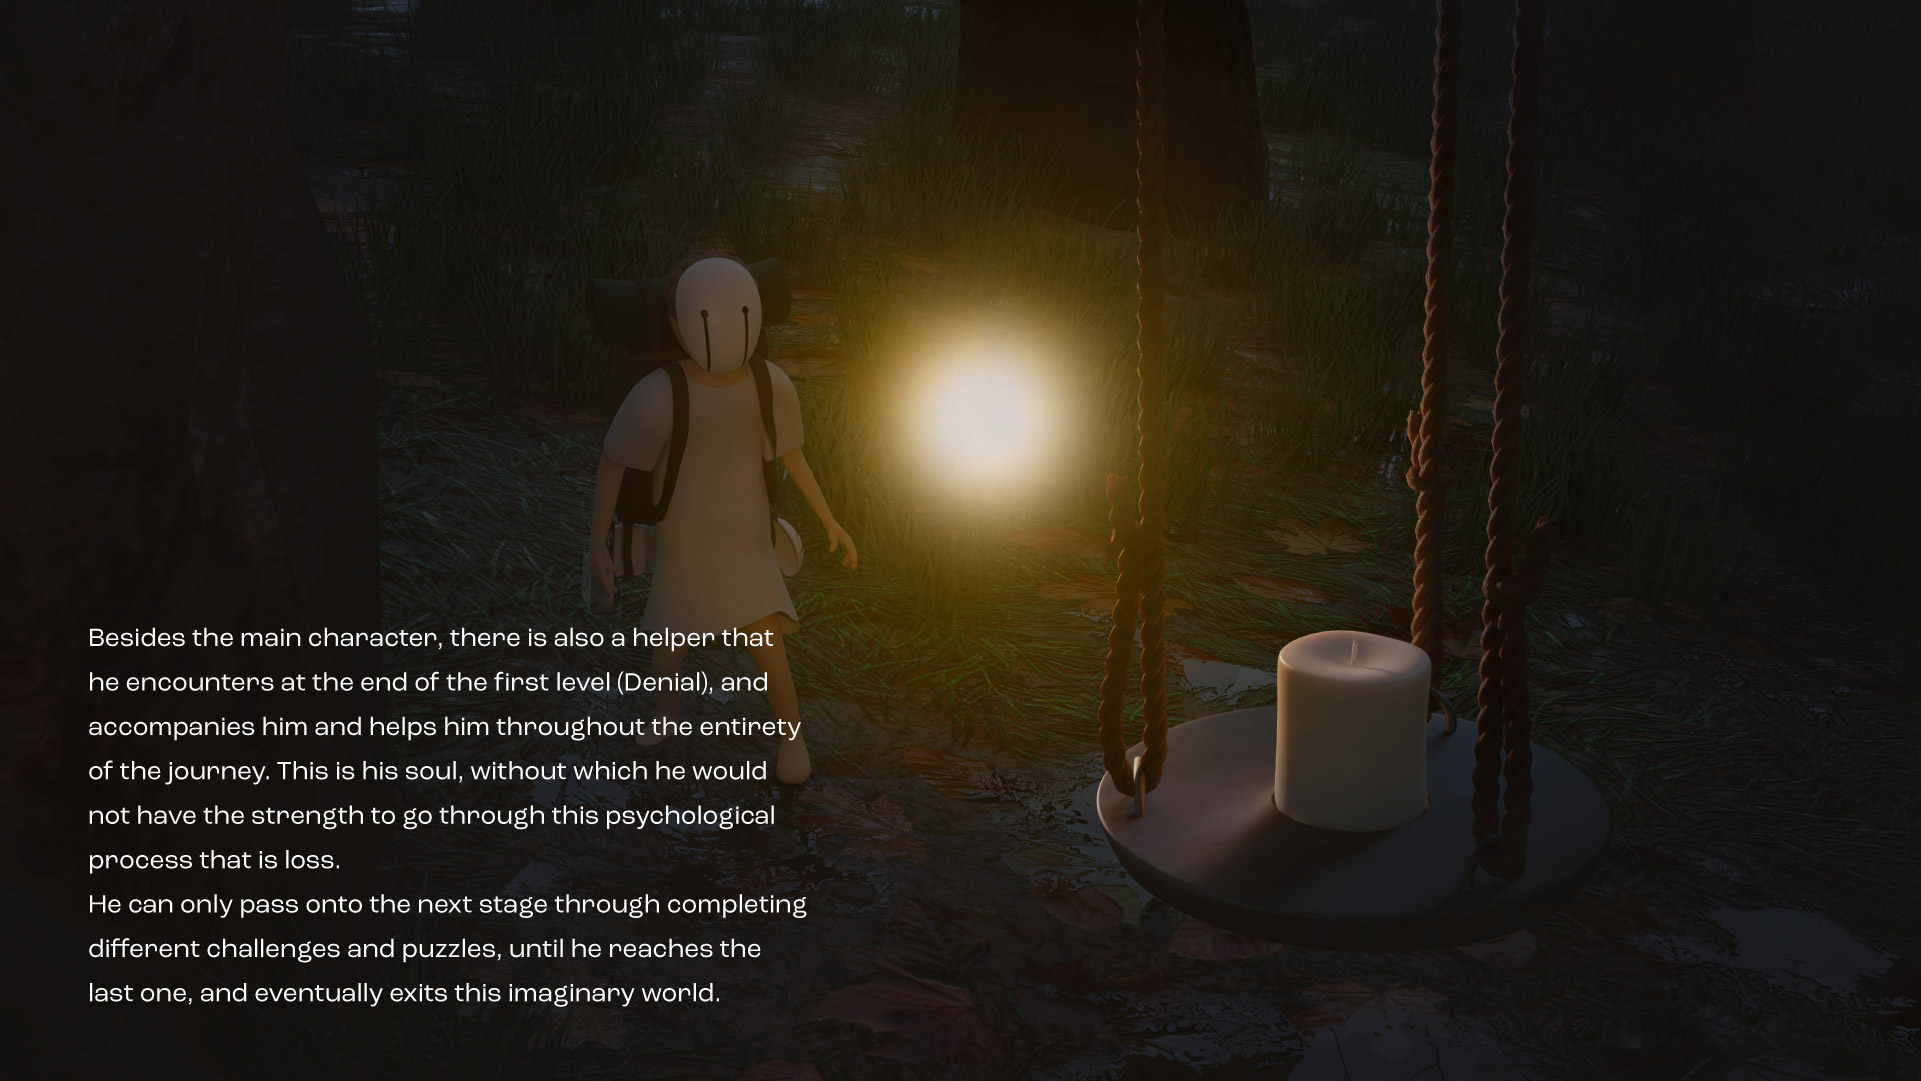 Besides the main character, there is also a helper that
he encounters at the end of the first level (Denial), and
accompanies him and helps him throughout the entirety
of the journey. This is his soul, without which he would
not have the strength to go through this psychological
process that is loss.
He can only pass onto the next stage through completing
different challenges and puzzles, until he reaches the
last one, and eventually exits this imaginary world.